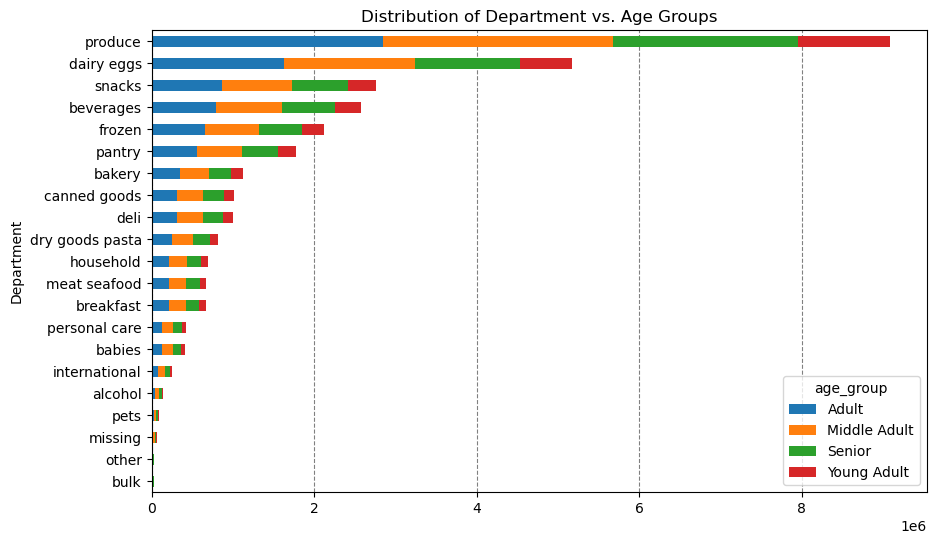 Distribution of Department vs. Age Groups
Department
produce
dairy eggs
snacks
beverages
frozen
pantry
bakery
canned goods
deli
dry goods pasta
household
meat seafood
breakfast
personal care
babies
international
alcohol
pets
missing
other
bulk
0 2 4 6 8
1e6
age_group
Adult
Middle Adult
Senior
Young Adult